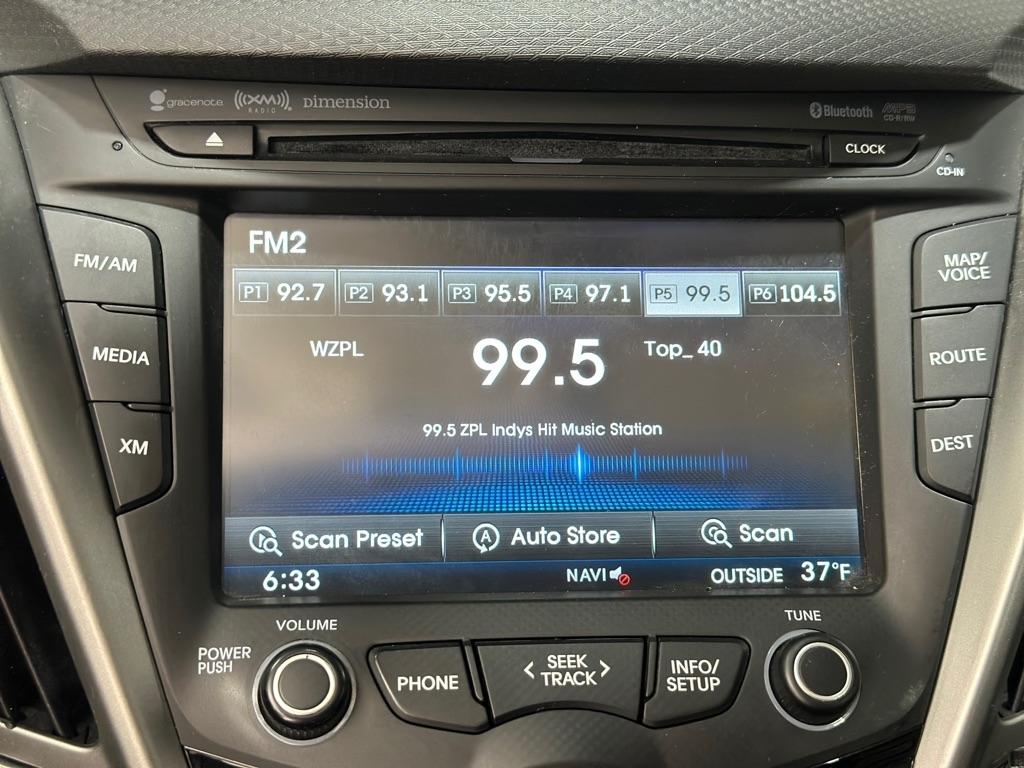 gracenote XM RADIO Dimension
Bluetooth MP3
CD-R/RW
CLOCK
CD-IN
FM/AM
MEDIA
XM
FM2
P1 92.7 P2 93.1 P3 95.5 P4 97.1 P5 99.5 P6 104.5
WZPL 99.5 Top_ 40
99.5 ZPL Indys Hit Music Station
Scan Preset A Auto Store Scan
6:33 NAVI OUTSIDE 37°F
MAP/
VOICE
ROUTE
DEST
VOLUME
POWER
PUSH
PHONE
SEEK
TRACK
INFO/
SETUP
TUNE